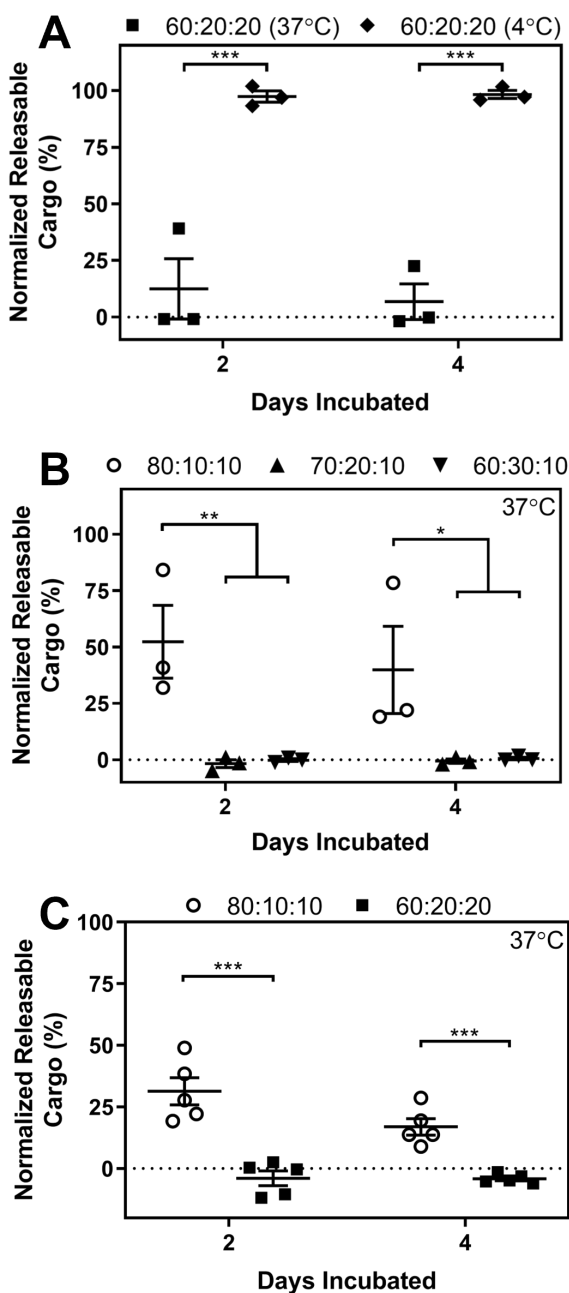 A
■ 60:20:20 (37°C) ◆ 60:20:20 (4°C)
Normalized Releasable
Cargo (%)
100
75
50
25
0
***
***
2
4
Days Incubated
B
○ 80:10:10 ▲ 70:20:10 ▼ 60:30:10
37°C
Normalized Releasable
Cargo (%)
100
75
50
25
0
**
*
2
4
Days Incubated
C
○ 80:10:10 ■ 60:20:20
37°C
Normalized Releasable
Cargo (%)
100
75
50
25
0
***
***
2
4
Days Incubated